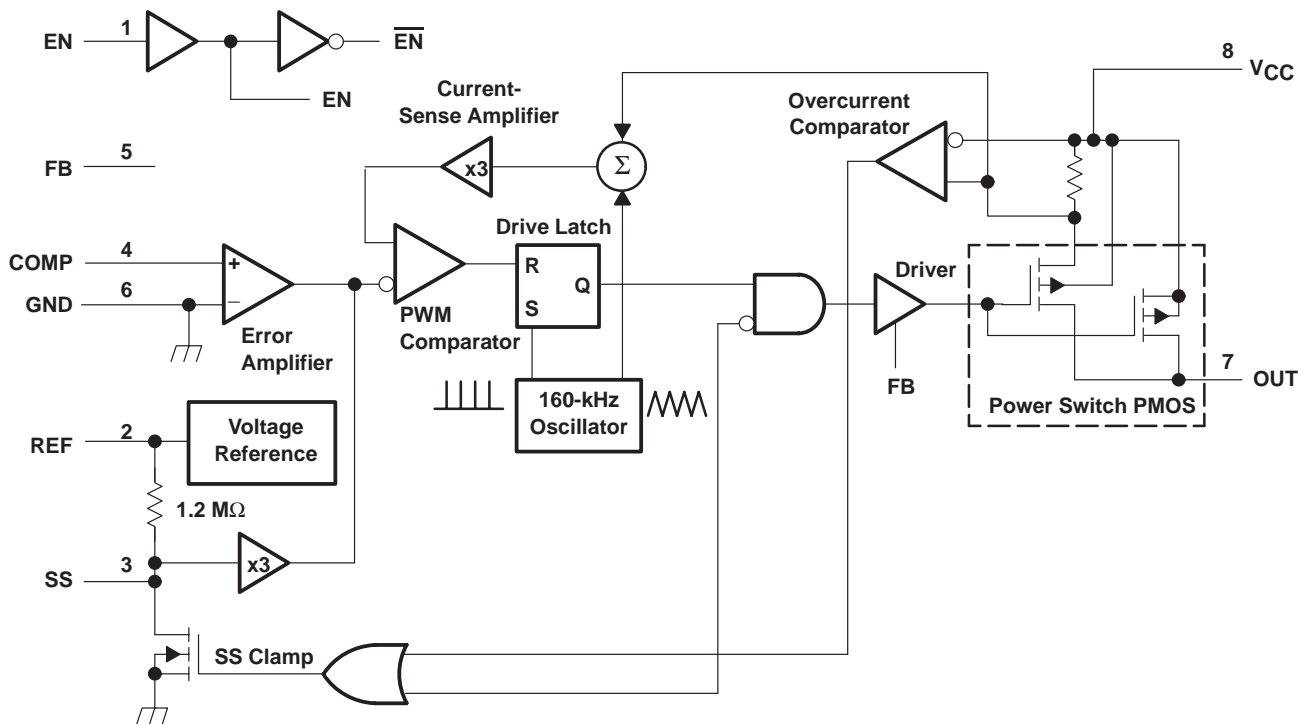 EN
1
EN
EN
8
VCC
Current-
Sense Amplifier
Overcurrent
Comparator
FB
5
x3
Σ
Drive Latch
COMP
4
+
R
Q
S
Driver
GND
6
–
PWM
Comparator
Error
Amplifier
FB
7
OUT
160-kHz
Oscillator
Power Switch PMOS
REF
2
Voltage
Reference
1.2 MΩ
3
x3
SS
SS Clamp